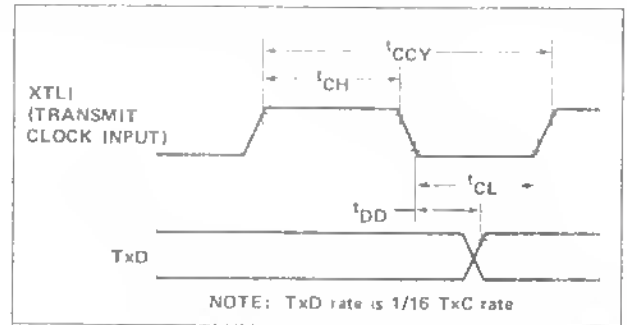 tCCY
tCH
XTLI
(TRANSMIT
CLOCK INPUT)
tCL
tDD
TxD
NOTE: TxD rate is 1/16 TxC rate